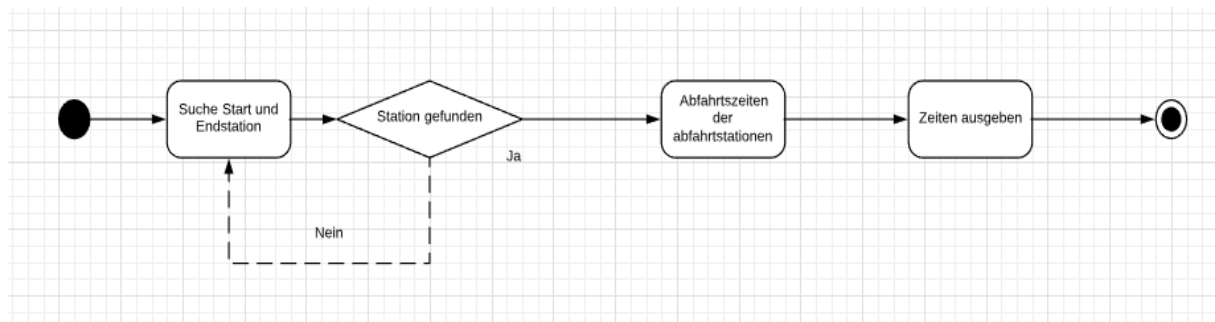 Suche Start und
Endstation
Station gefunden
Ja
Nein
Abfahrtszeiten
der
abfahrtstationen
Zeiten ausgeben